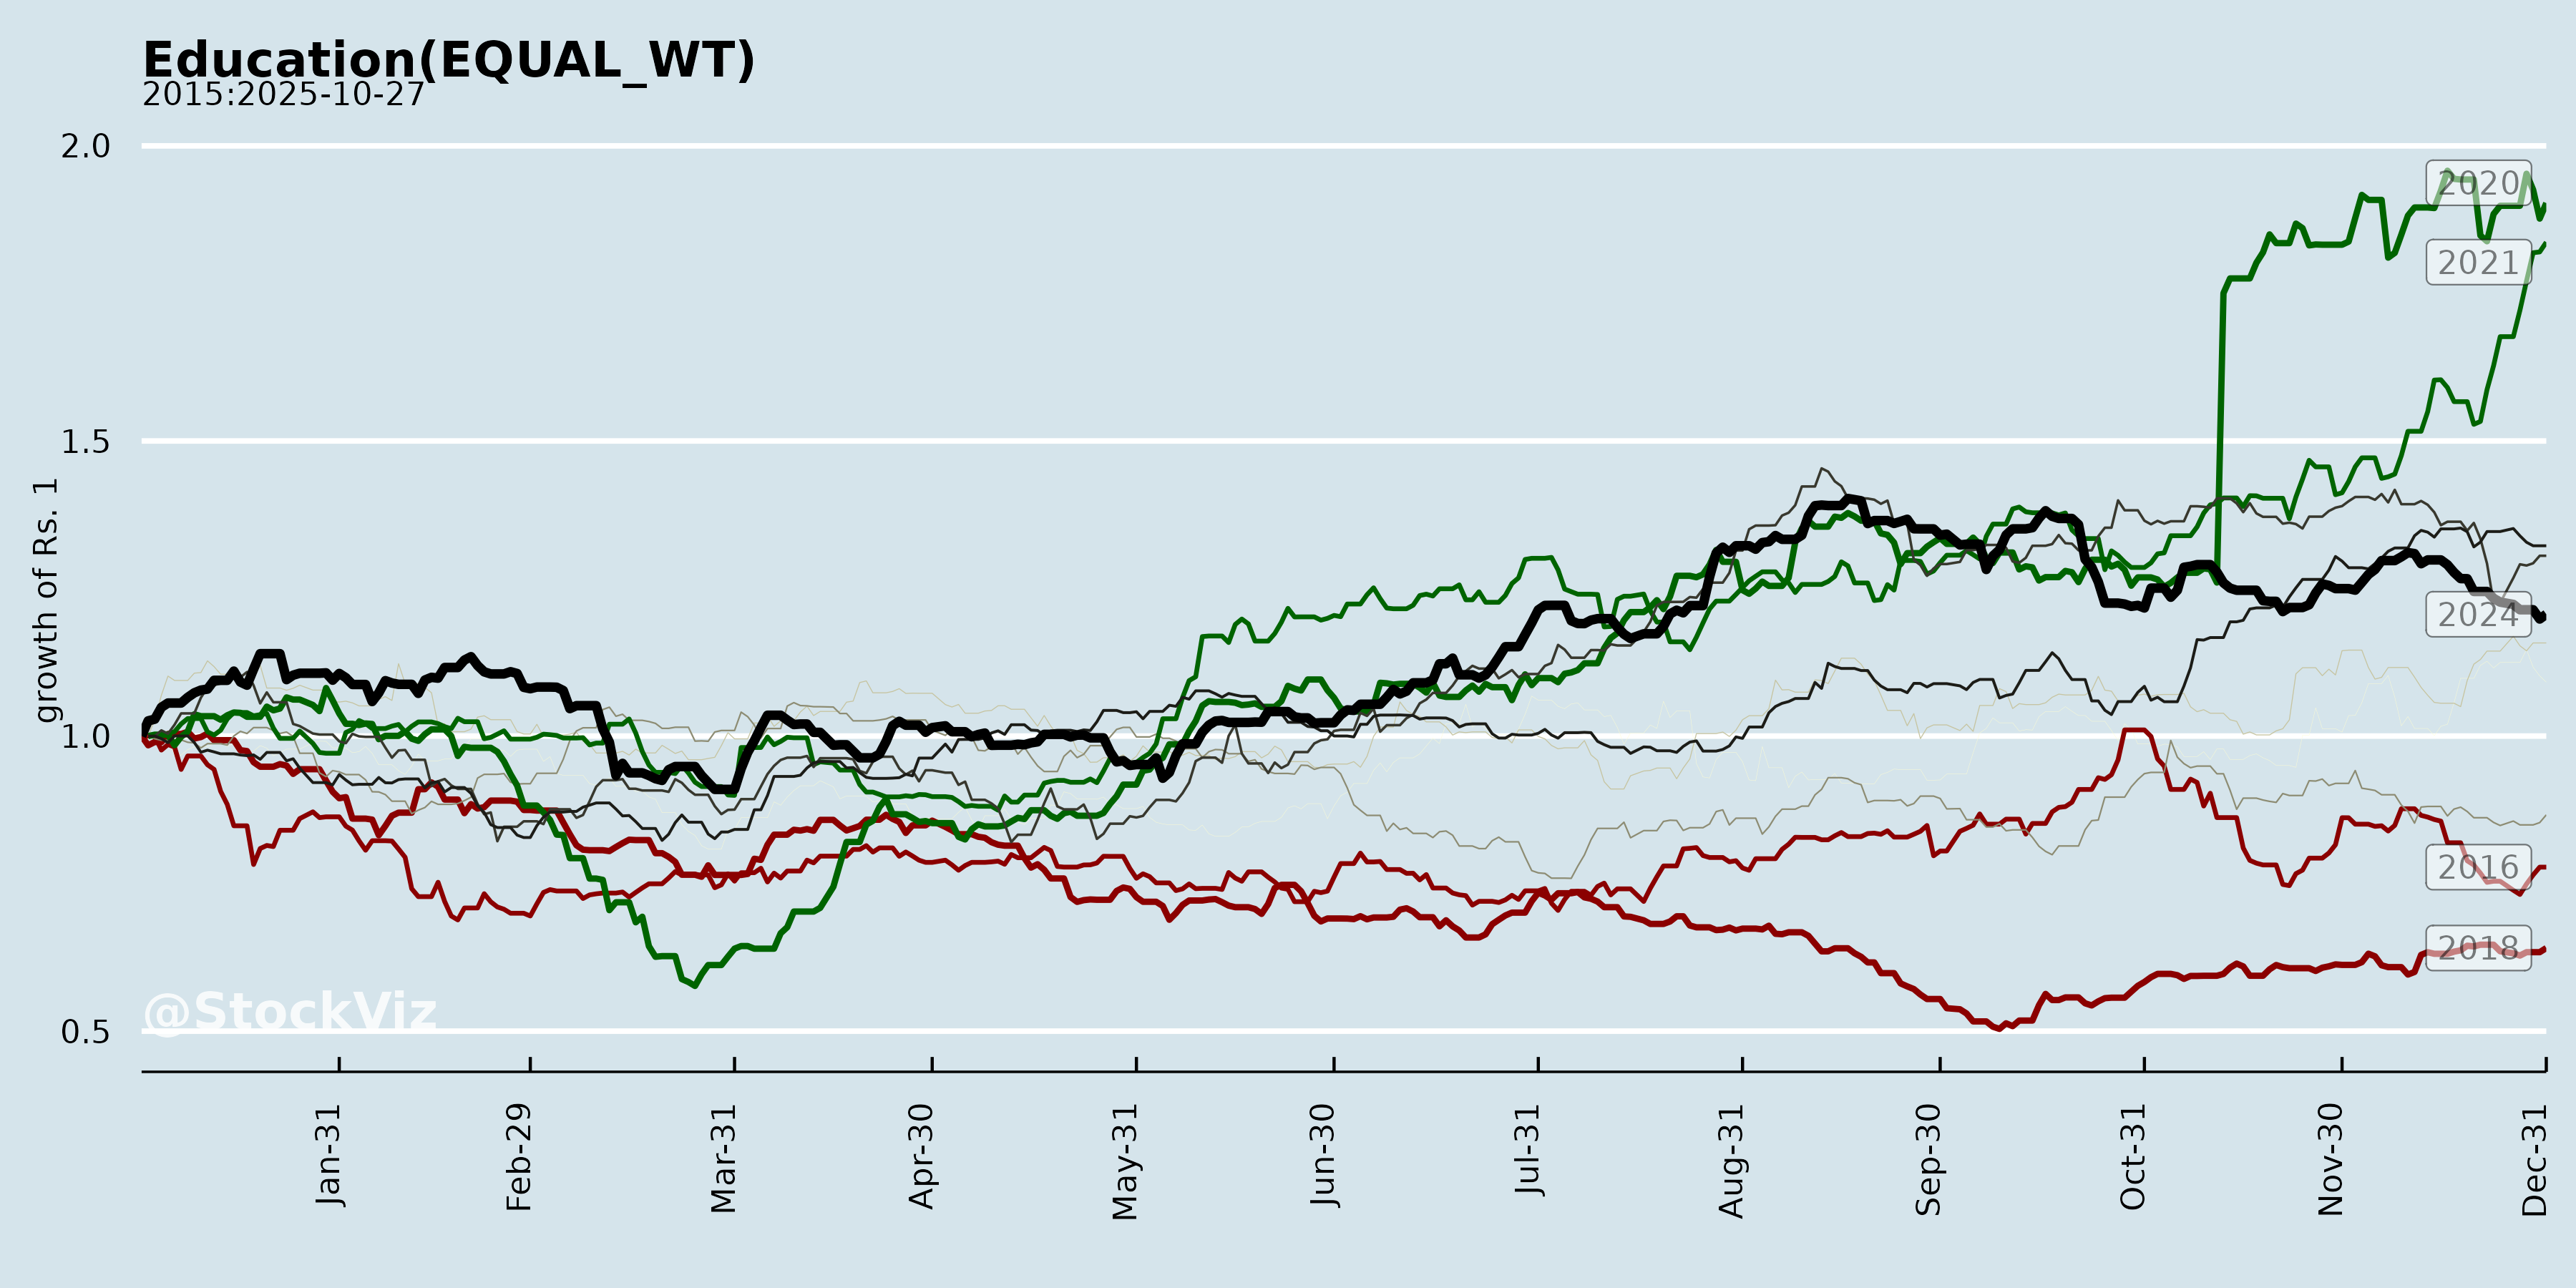 Education(EQUAL_WT)
2015:2025-10-27
growth of Rs. 1
2.0
1.5
1.0
0.5
2020
2021
2024
2016
2018
@StockViz
Jan-31
Feb-29
Mar-31
Apr-30
May-31
Jun-30
Jul-31
Aug-31
Sep-30
Oct-31
Nov-30
Dec-31